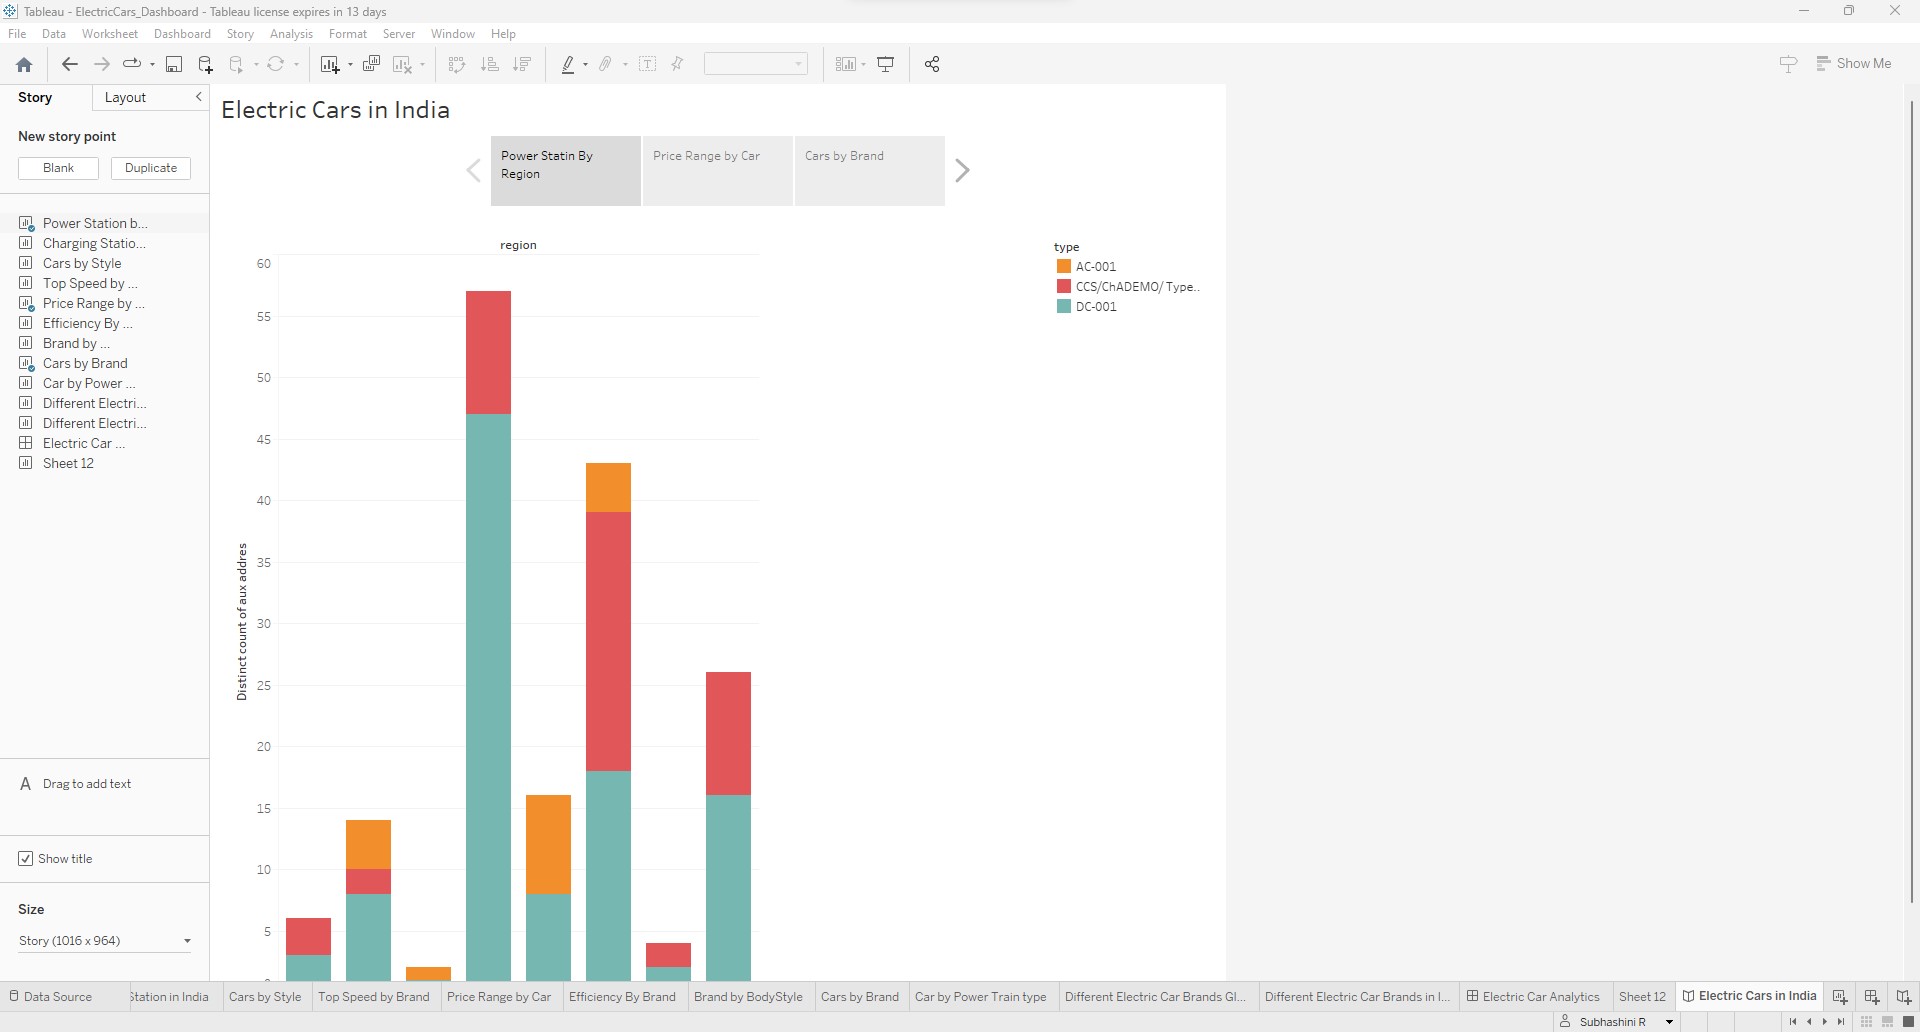 Tableau - ElectricCars_Dashboard - Tableau license expires in 13 days
File Data Worksheet Dashboard Story Analysis Format Server Window Help
Show Me
Story Layout
New story point
Blank Duplicate
Power Station b...
Charging Statio...
Cars by Style
Top Speed by ...
Price Range by ...
Efficiency By ...
Brand by ...
Cars by Brand
Car by Power ...
Different Electri...
Different Electri...
Electric Car ...
Sheet 12
A Drag to add text
Show title
Size
Story (1016 x 964)
Electric Cars in India
Power Statin By
Region
Price Range by Car
Cars by Brand
region
60
55
50
45
40
35
30
25
20
15
10
5
Distinct count of aux addres
type
AC-001
CCS/ChADEMO/ Type..
DC-001
Data Source Station in India Cars by Style Top Speed by Brand Price Range by Car Efficiency By Brand Brand by BodyStyle Cars by Brand Car by Power Train type Different Electric Car Brands Gl... Different Electric Car Brands in I... Electric Car Analytics Sheet 12 Electric Cars in India
Subhashini R